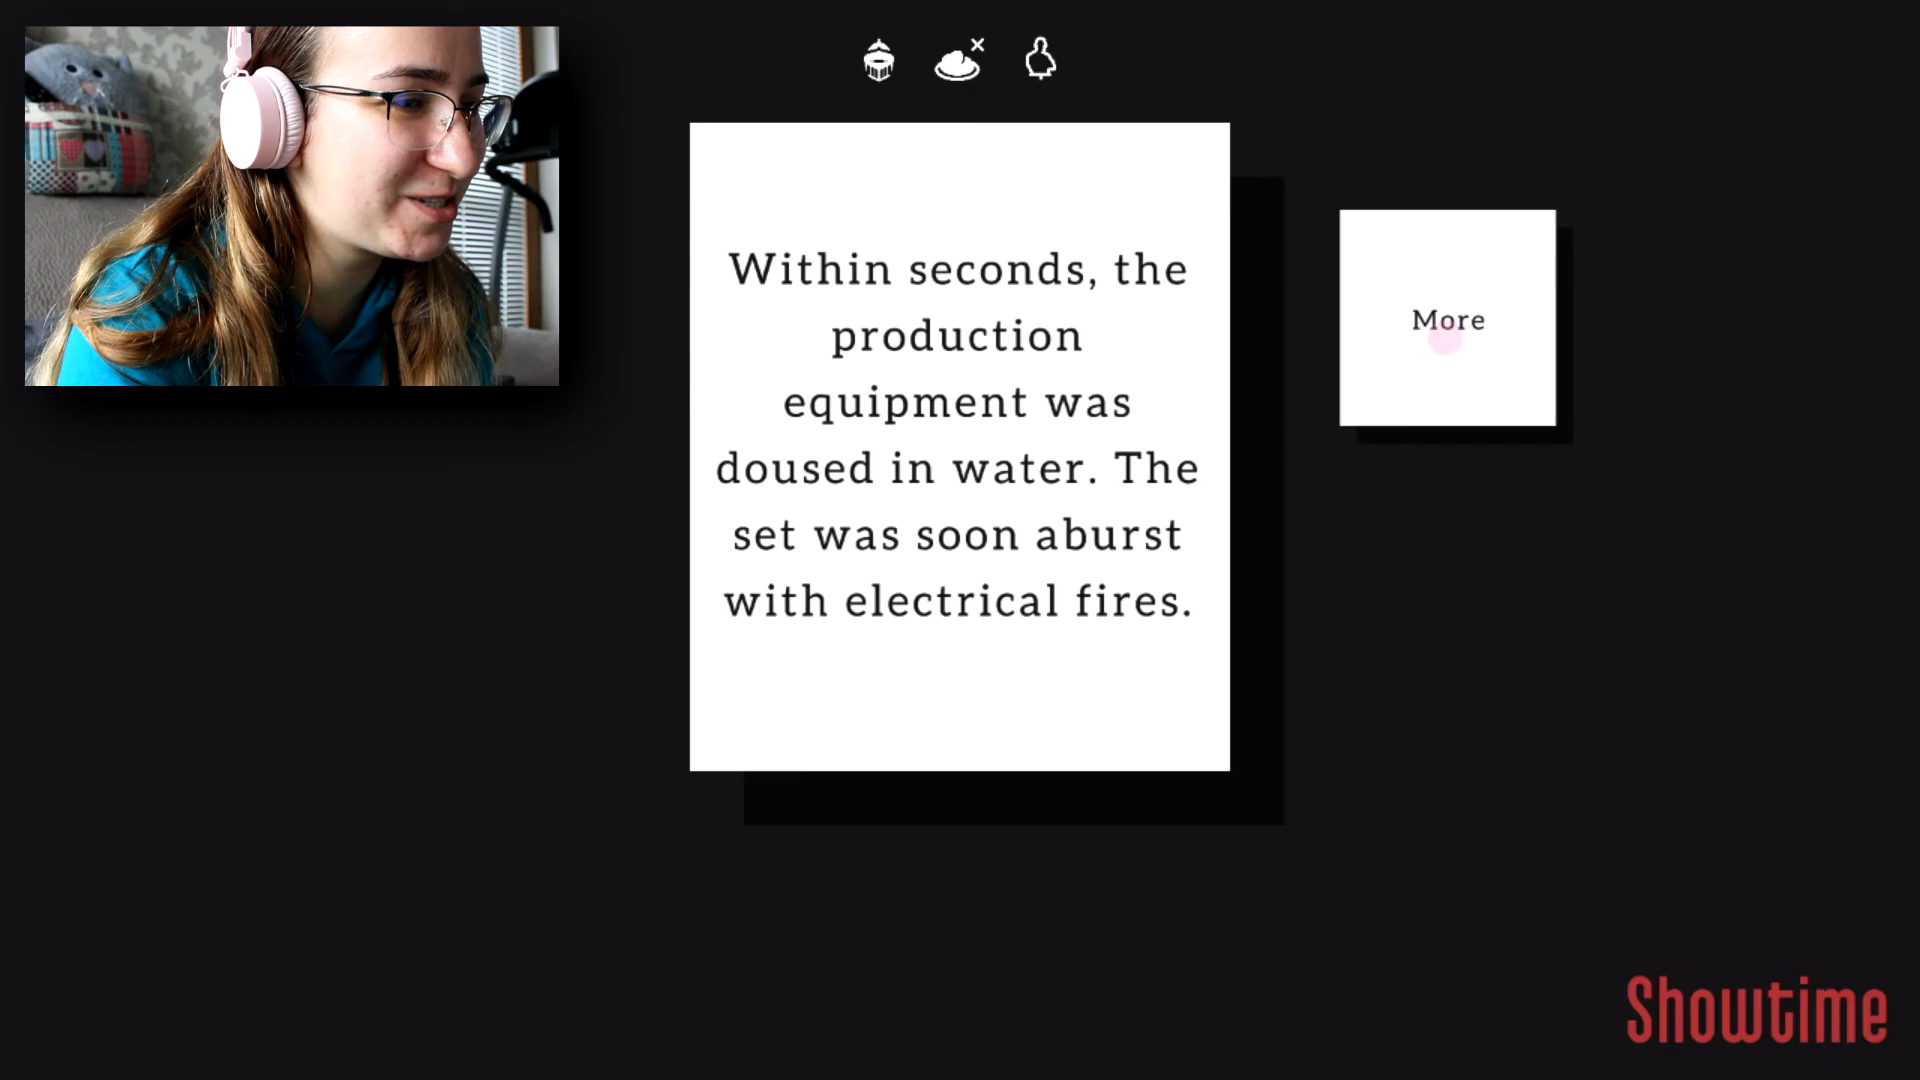 Within seconds, the
production
equipment was
doused in water. The
set was soon aburst
with electrical fires.
More
Showtime